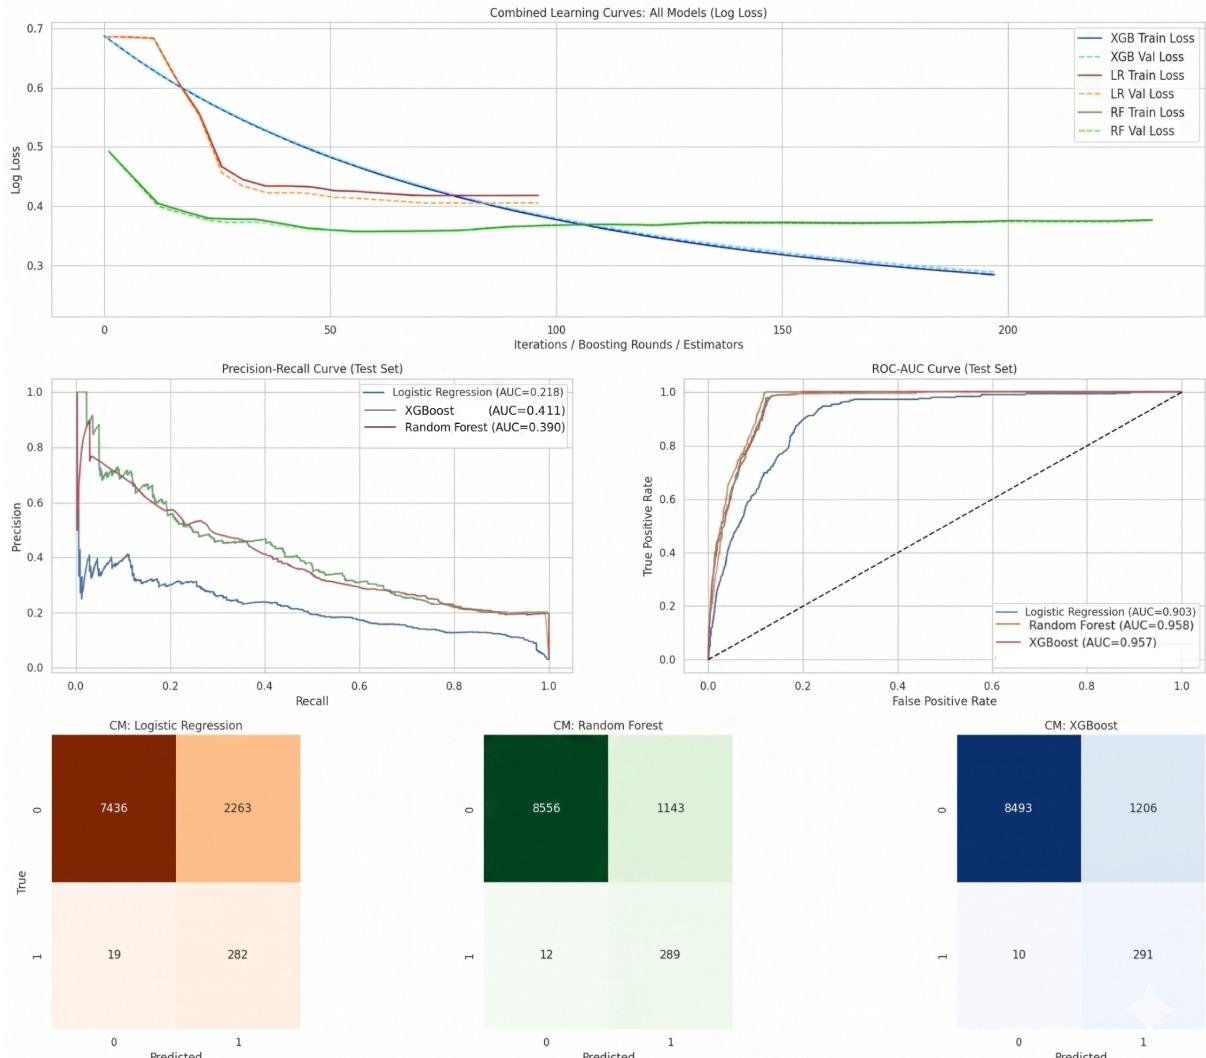 Combined Learning Curves: All Models (Log Loss)
0.7
0.6
0.5
0.4
0.3
Log Loss
XGB Train Loss
XGB Val Loss
LR Train Loss
LR Val Loss
RF Train Loss
RF Val Loss
0 50 100 150 200
Iterations / Boosting Rounds / Estimators
Precision-Recall Curve (Test Set)
1.0
0.8
0.6
0.4
0.2
0.0
Precision
Logistic Regression (AUC=0.218)
XGBoost (AUC=0.411)
Random Forest (AUC=0.390)
0.0 0.2 0.4 0.6 0.8 1.0
Recall
ROC-AUC Curve (Test Set)
1.0
0.8
0.6
0.4
0.2
0.0
True Positive Rate
Logistic Regression (AUC=0.903)
Random Forest (AUC=0.958)
XGBoost (AUC=0.957)
0.0 0.2 0.4 0.6 0.8 1.0
False Positive Rate
CM: Logistic Regression
True
0
7436 2263
1
19 282
0 1
Predicted
CM: Random Forest
0
8556 1143
1
12 289
0 1
Predicted
CM: XGBoost
0
8493 1206
1
10 291
0 1
Predicted